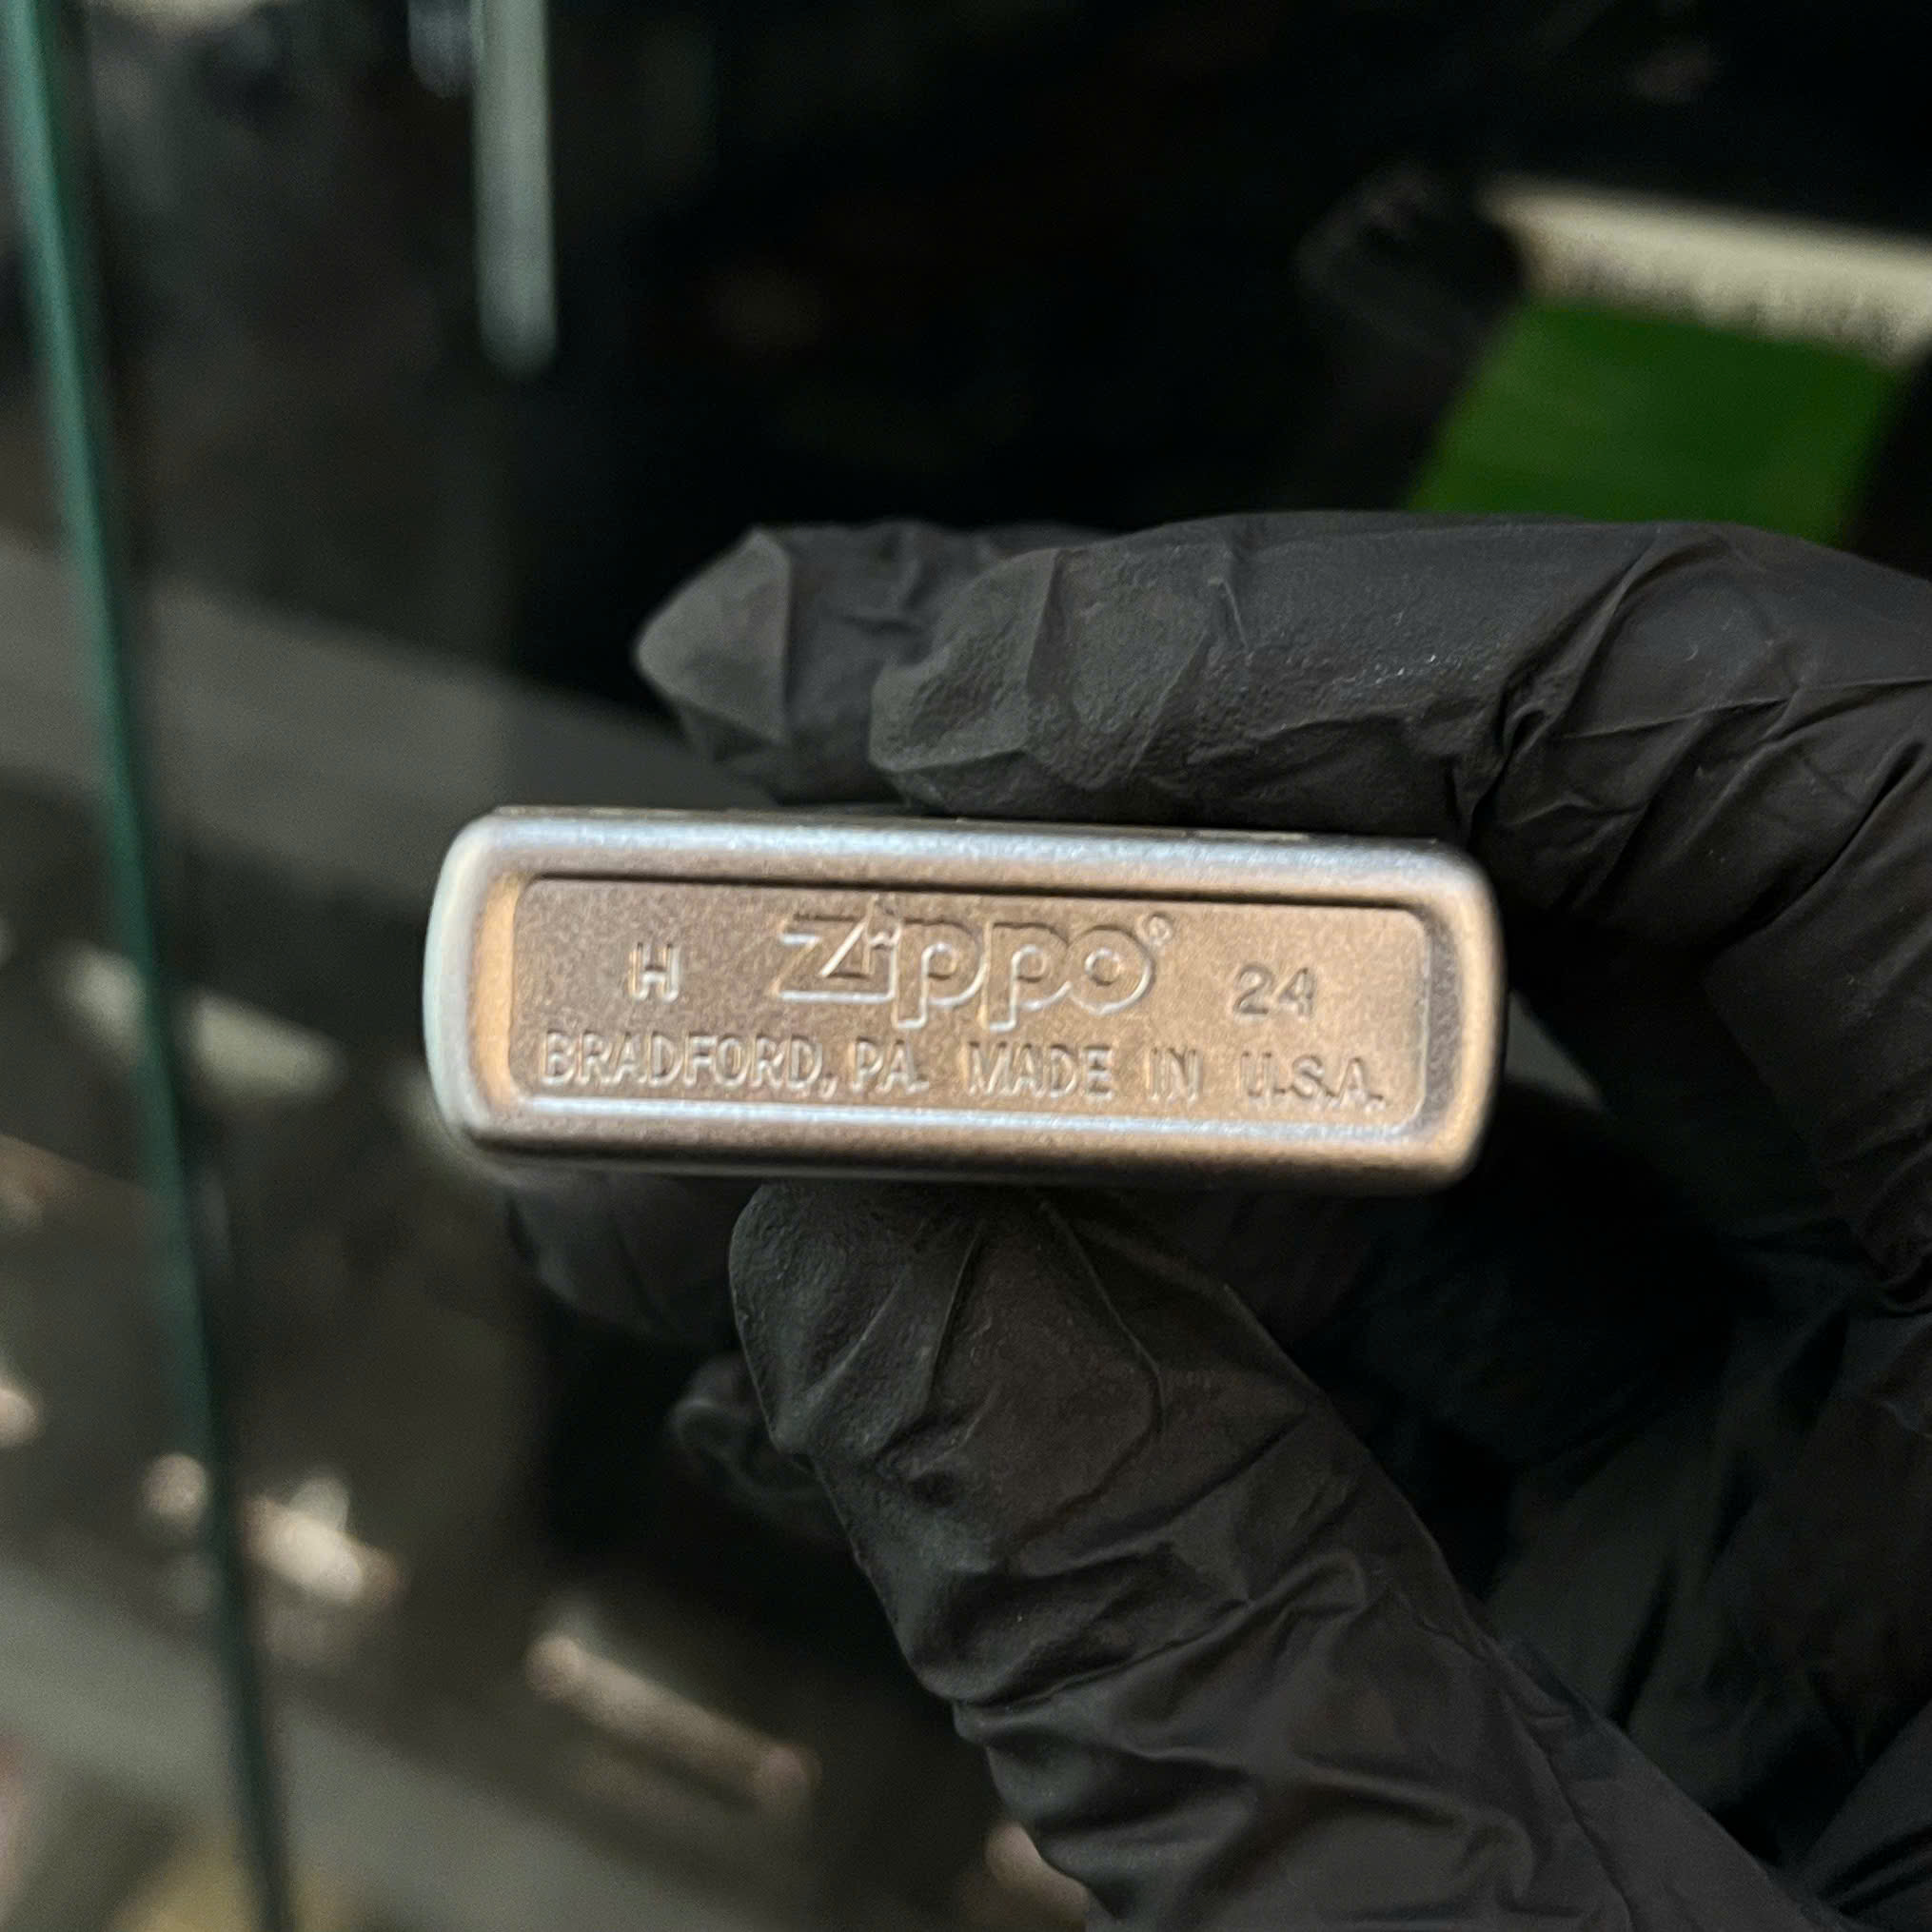 H Zippo® 24
BRADFORD, PA. MADE IN U.S.A.